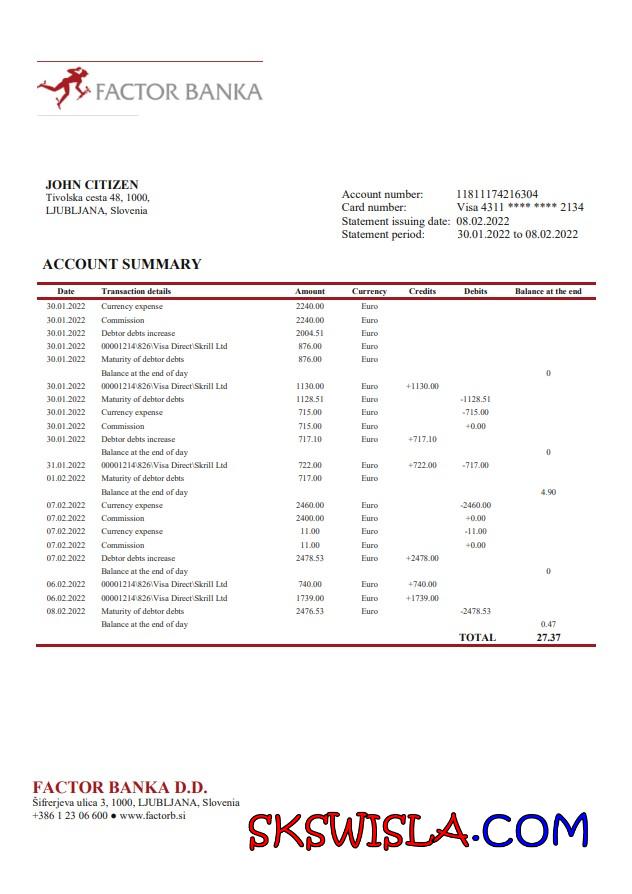 FACTOR BANKA
JOHN CITIZEN
Tivolska cesta 48, 1000,
LJUBLJANA, Slovenia
Account number: 11811174216304
Card number: Visa 4311 **** **** 2134
Statement issuing date: 08.02.2022
Statement period: 30.01.2022 to 08.02.2022
ACCOUNT SUMMARY
Date Transaction details Amount Currency Credits Debits Balance at the end
30.01.2022 Currency expense 2240.00 Euro
30.01.2022 Commission 2240.00 Euro
30.01.2022 Debtor debts increase 2004.51 Euro
30.01.2022 00001214\826\Visa Direct\Skrill Ltd 876.00 Euro
30.01.2022 Maturity of debtor debts 876.00 Euro
Balance at the end of day 0
30.01.2022 00001214\826\Visa Direct\Skrill Ltd 1130.00 Euro +1130.00
30.01.2022 Maturity of debtor debts 1128.51 Euro -1128.51
30.01.2022 Currency expense 715.00 Euro -715.00
30.01.2022 Commission 715.00 Euro +0.00
30.01.2022 Debtor debts increase 717.10 Euro +717.10
Balance at the end of day 0
31.01.2022 00001214\826\Visa Direct\Skrill Ltd 722.00 Euro +722.00 -717.00
01.02.2022 Maturity of debtor debts 717.00 Euro
Balance at the end of day 4.90
07.02.2022 Currency expense 2460.00 Euro -2460.00
07.02.2022 Commission 2400.00 Euro +0.00
07.02.2022 Currency expense 11.00 Euro -11.00
07.02.2022 Commission 11.00 Euro +0.00
07.02.2022 Debtor debts increase 2478.53 Euro +2478.00
Balance at the end of day 0
06.02.2022 00001214\826\Visa Direct\Skrill Ltd 740.00 Euro +740.00
06.02.2022 00001214\826\Visa Direct\Skrill Ltd 1739.00 Euro +1739.00
08.02.2022 Maturity of debtor debts 2476.53 Euro -2478.53
Balance at the end of day 0.47
TOTAL 27.37
FACTOR BANKA D.D.
Šifrerjeva ulica 3, 1000, LJUBLJANA, Slovenia
+386 1 23 06 600 ● www.factorb.si
SKSWISLA.COM